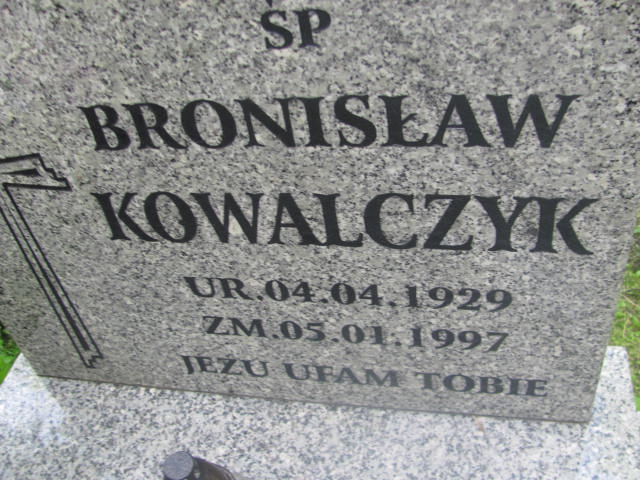 ŚP
BRONISŁAW
KOWALCZYK
UR.04.04.1929
ZM.05.01.1997
JEZU UFAM TOBIE